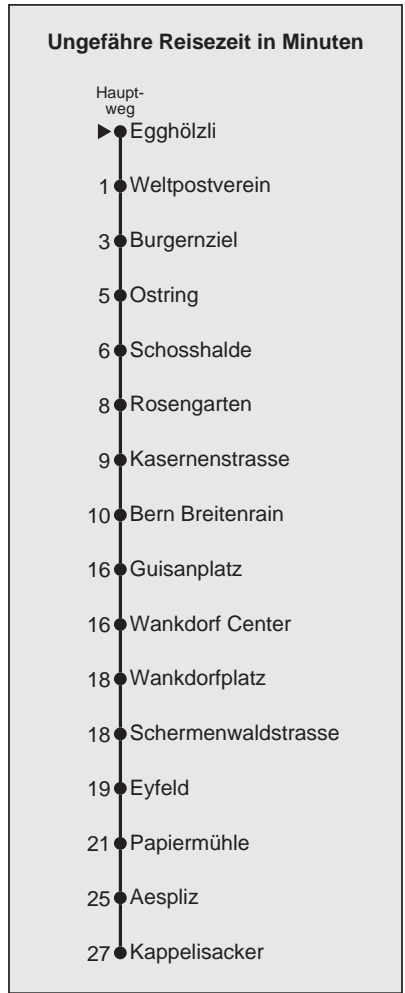 Ungefähre Reisezeit in Minuten
Haupt-
weg
Egghölzli
1 Weltpostverein
3 Burgernziel
5 Ostring
6 Schosshalde
8 Rosengarten
9 Kasernenstrasse
10 Bern Breitenrain
16 Guisanplatz
16 Wankdorf Center
18 Wankdorfplatz
18 Schermenwaldstrasse
19 Eyfeld
21 Papiermühle
25 Aespliz
27 Kappelisacker